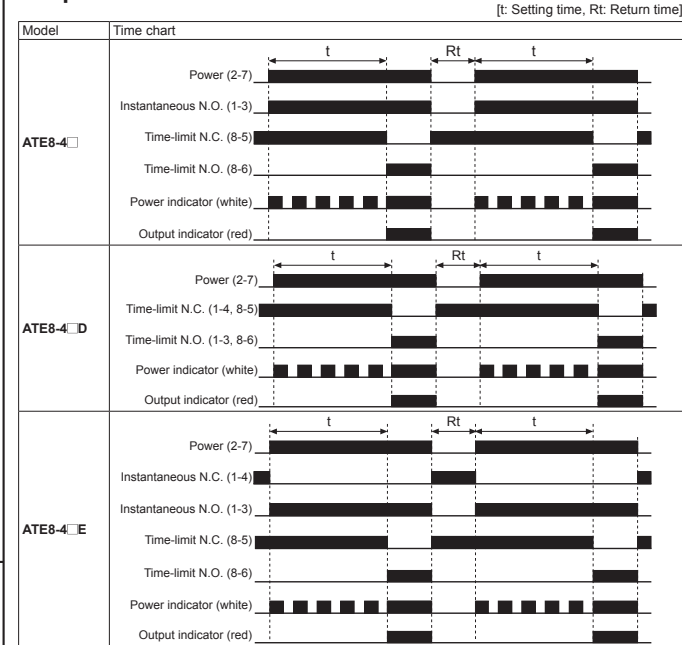 [t: Setting time, Rt: Return time]
Model Time chart
t Rt t
Power (2-7)
Instantaneous N.O. (1-3)
ATE8-4□
Time-limit N.C. (8-5)
Time-limit N.O. (8-6)
Power indicator (white)
Output indicator (red)
t Rt t
Power (2-7)
Time-limit N.C. (1-4, 8-5)
ATE8-4□D
Time-limit N.O. (1-3, 8-6)
Power indicator (white)
Output indicator (red)
t Rt t
Power (2-7)
Instantaneous N.C. (1-4)
Instantaneous N.O. (1-3)
ATE8-4□E
Time-limit N.C. (8-5)
Time-limit N.O. (8-6)
Power indicator (white)
Output indicator (red)